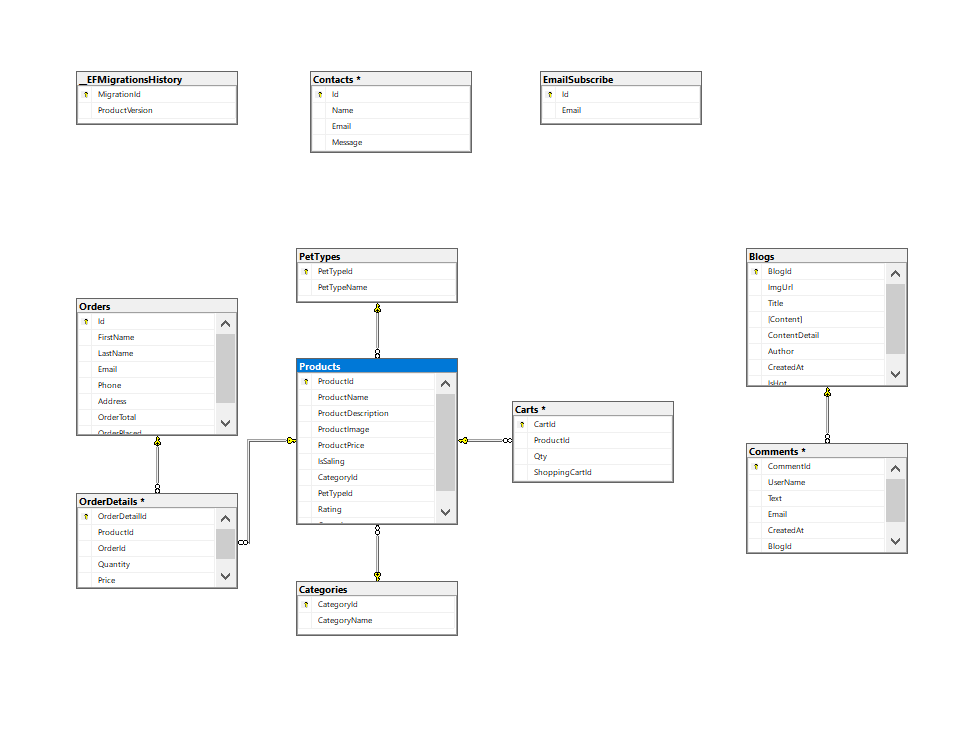 __EFMigrationsHistory
MigrationId
ProductVersion
Contacts *
Id
Name
Email
Message
EmailSubscribe
Id
Email
PetTypes
PetTypeId
PetTypeName
Blogs
BlogId
ImgUrl
Title
[Content]
ContentDetail
Author
CreatedAt
IsHot
Orders
Id
FirstName
LastName
Email
Phone
Address
OrderTotal
OrderPlaced
Products
ProductId
ProductName
ProductDescription
ProductImage
ProductPrice
IsSaling
CategoryId
PetTypeId
Rating
Carts *
CartId
ProductId
Qty
ShoppingCartId
Comments *
CommentId
UserName
Text
Email
CreatedAt
BlogId
OrderDetails *
OrderDetailId
ProductId
OrderId
Quantity
Price
Categories
CategoryId
CategoryName